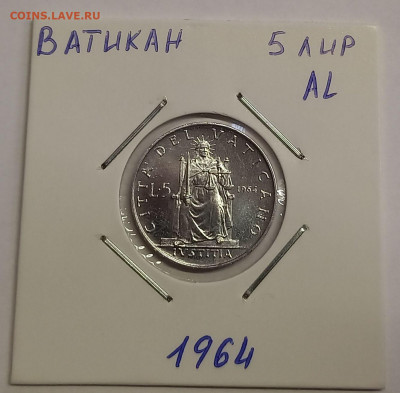 COINS.LAVE.RU
ВАТИКАН 5 ЛИР
AL
CITTA' DEL VATICANO
L.5 1964
IVSTITIA
1964